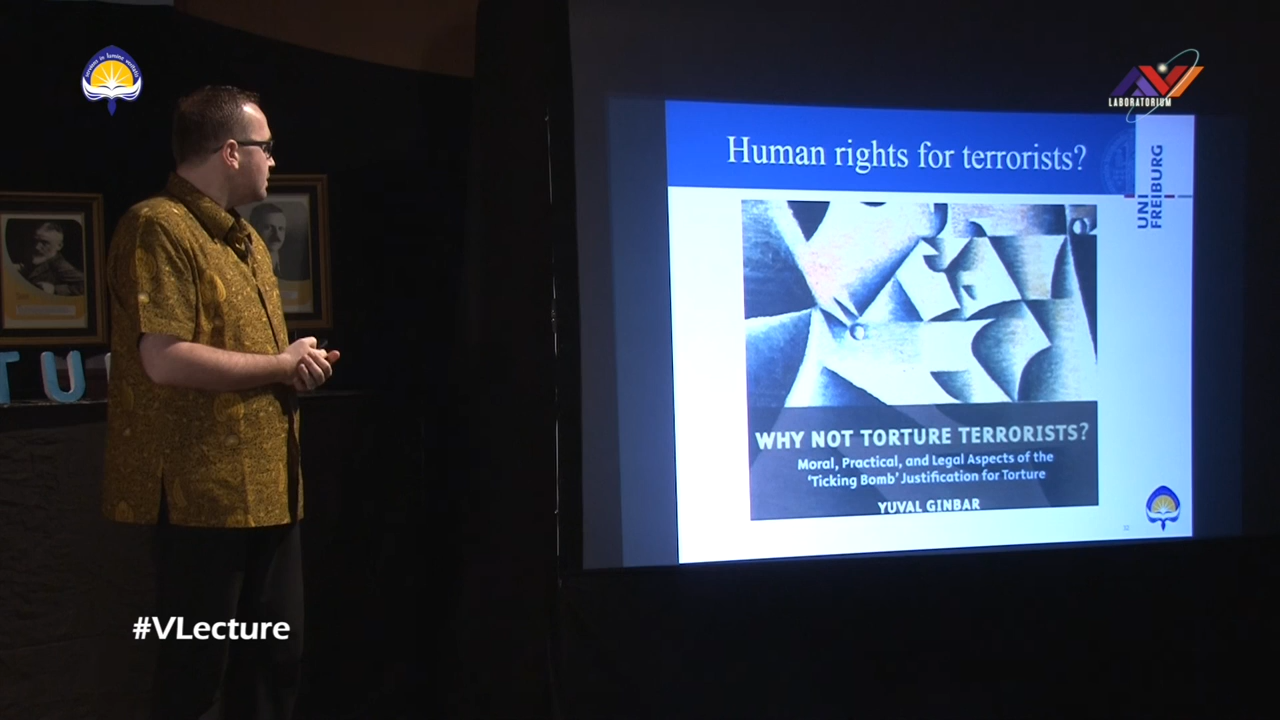 LABORATORIUM
Human rights for terrorists?
UNI
FREIBURG
WHY NOT TORTURE TERRORISTS?
Moral, Practical, and Legal Aspects of the
'Ticking Bomb' Justification for Torture
YUVAL GINBAR
TU
#VLecture